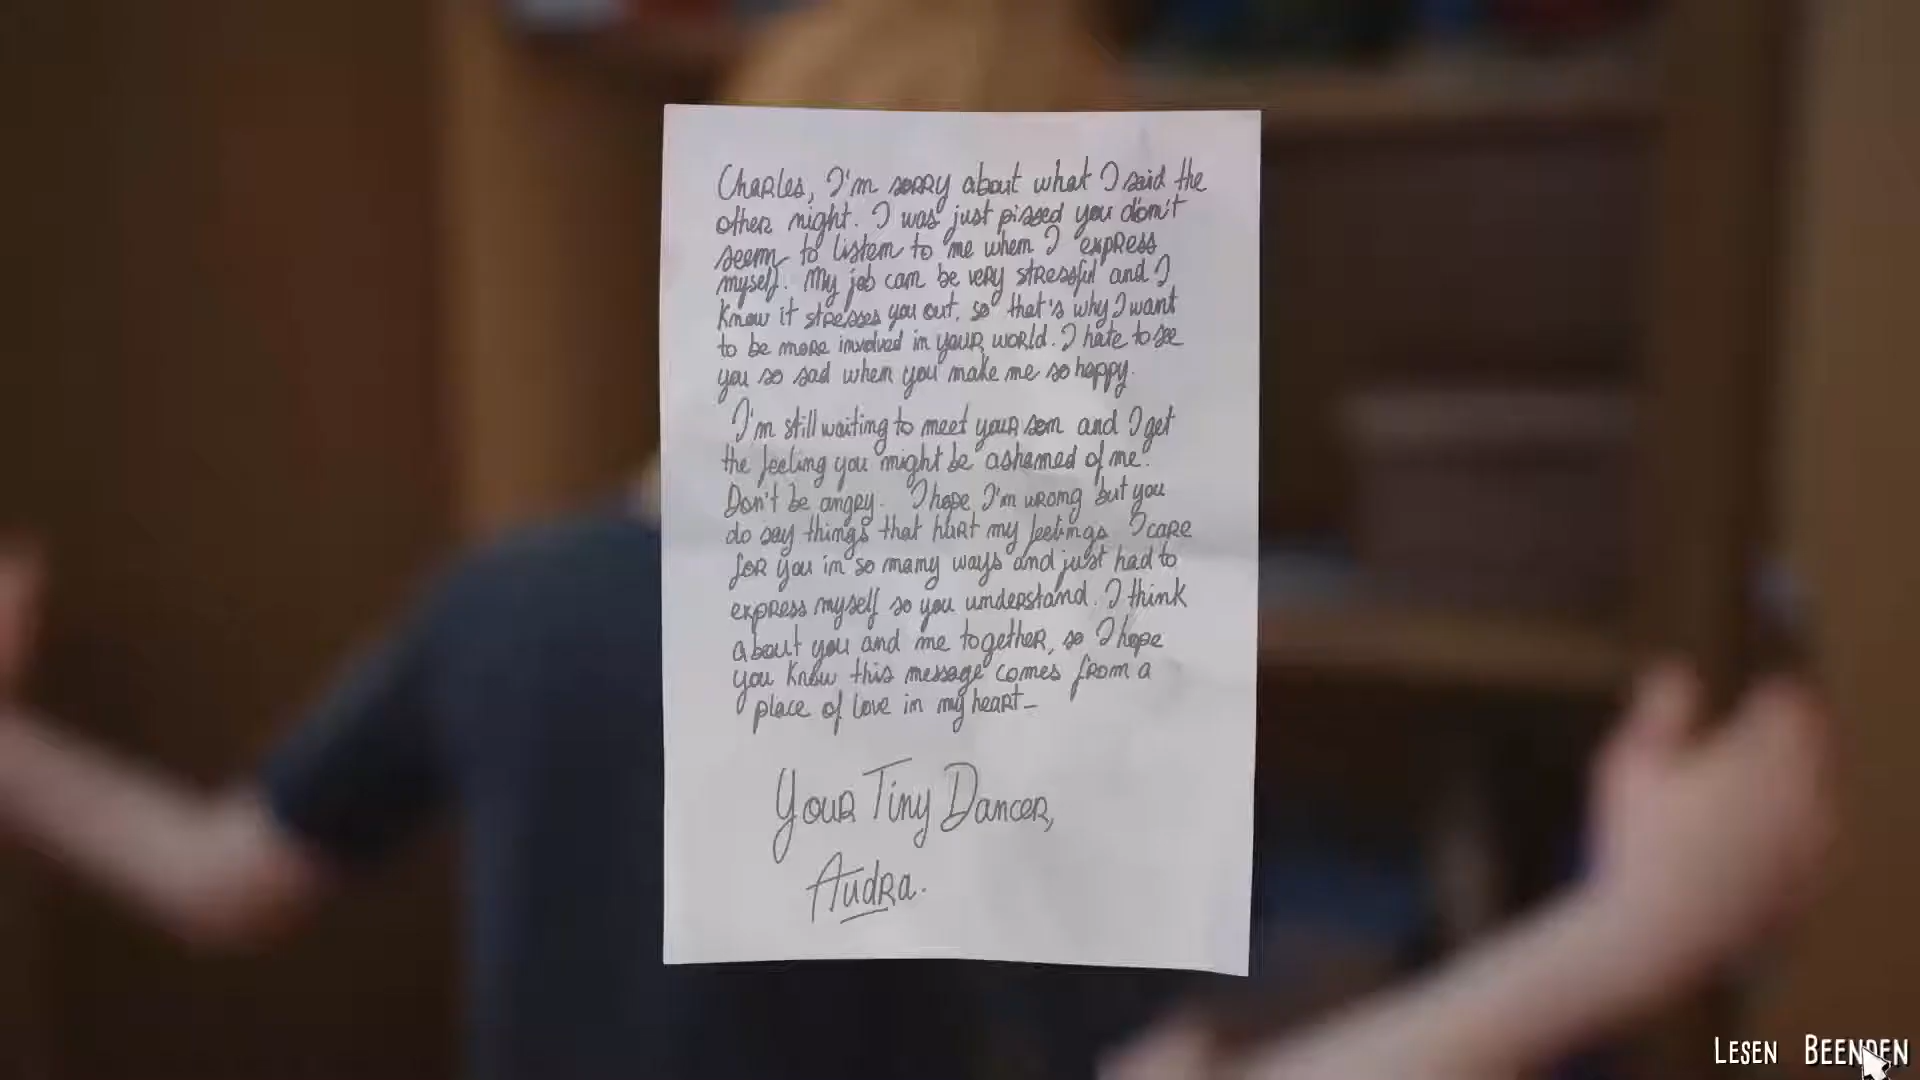 Charles, I'm sorry about what I said the
other night. I was just pissed you don't
seem to listen to me when I express
myself. My job can be very stressful and I
know it stresses you out, so that's why I want
to be more involved in your world. I hate to see
you so sad when you make me so happy.
I'm still waiting to meet your son and I get
the feeling you might be ashamed of me.
Don't be angry. I hope I'm wrong but you
do say things that hurt my feelings. I care
for you in so many ways and just had to
express myself so you understand. I think
about you and me together, so I hope
you know this message comes from a
place of love in my heart_
Your Tiny Dancer,
Audra.
LESEN BEENDEN